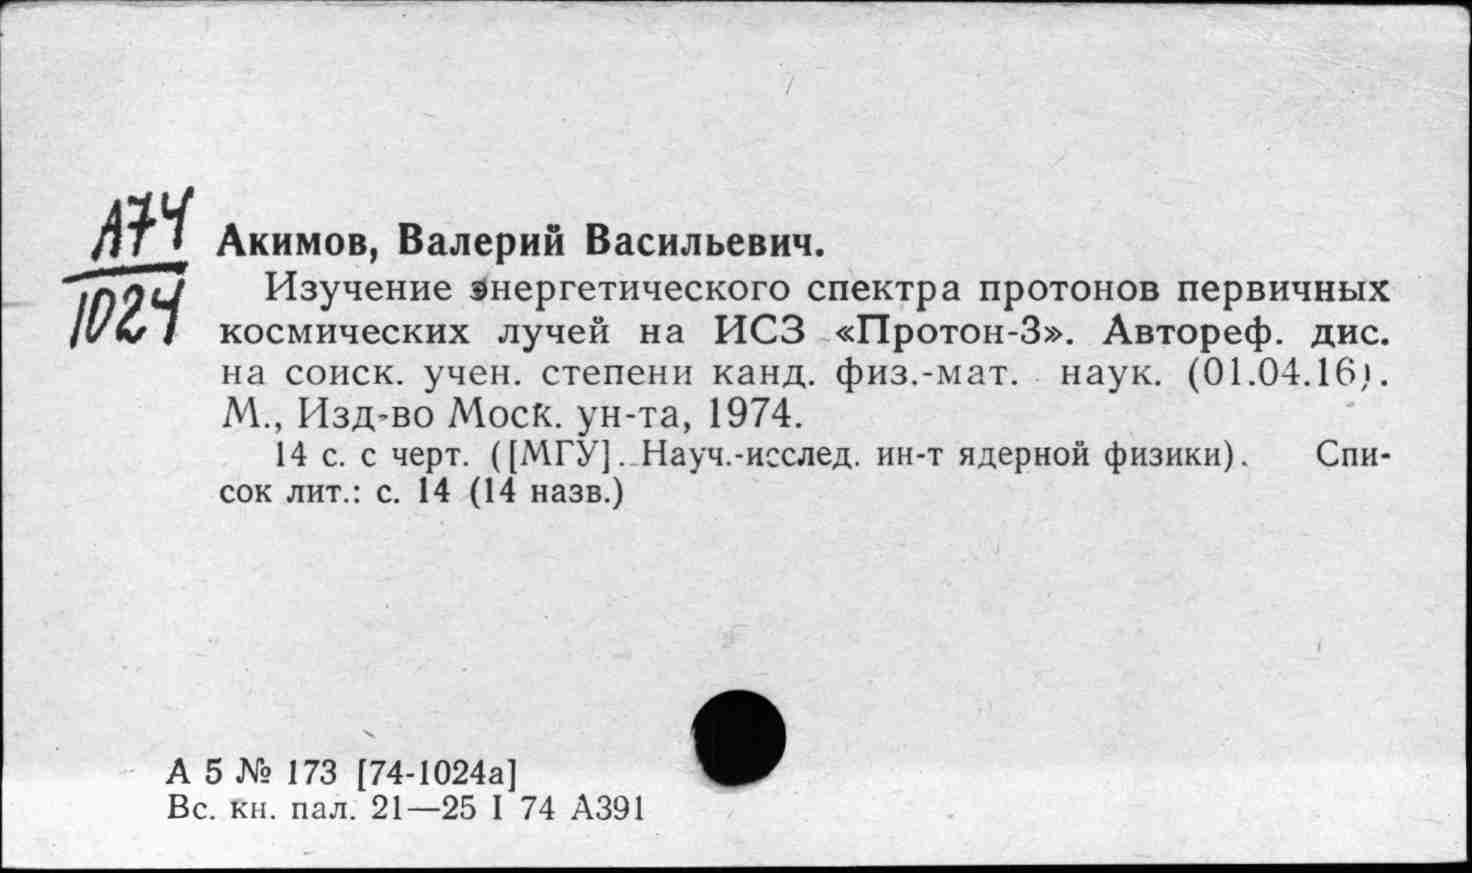 А74
1024
Акимов, Валерий Васильевич.
Изучение энергетического спектра протонов первичных
космических лучей на ИСЗ «Протон-3». Автореф. дис.
на соиск. учен. степени канд. физ.-мат. наук. (01.04.16).
М., Изд-во Моск. ун-та, 1974.
14 с. с черт. ([МГУ]. Науч.-исслед. ин-т ядерной физики). Спи-
сок лит.: с. 14 (14 назв.)
А 5 № 173 [74-1024а]
Вс. кн. пал. 21—25 I 74 А391